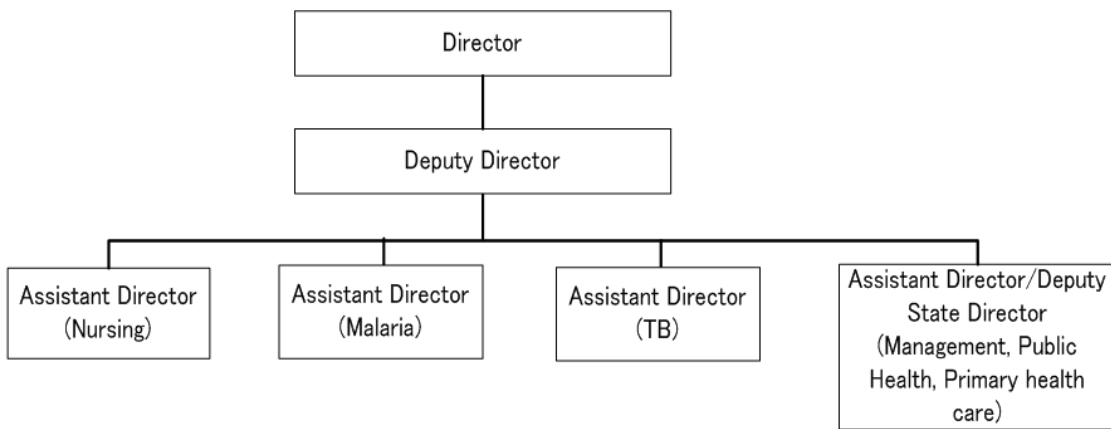 Director
Deputy Director
Assistant Director
(Nursing)
Assistant Director
(Malaria)
Assistant Director
(TB)
Assistant Director/Deputy
State Director
(Management, Public
Health, Primary health
care)